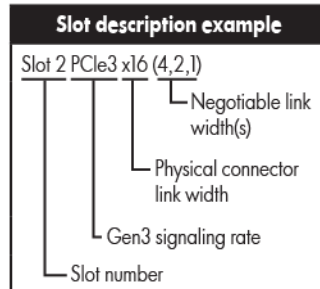 Slot description example
Slot 2 PCIe3 x16 (4,2,1)
Negotiable link
width(s)
Physical connector
link width
Gen3 signaling rate
Slot number